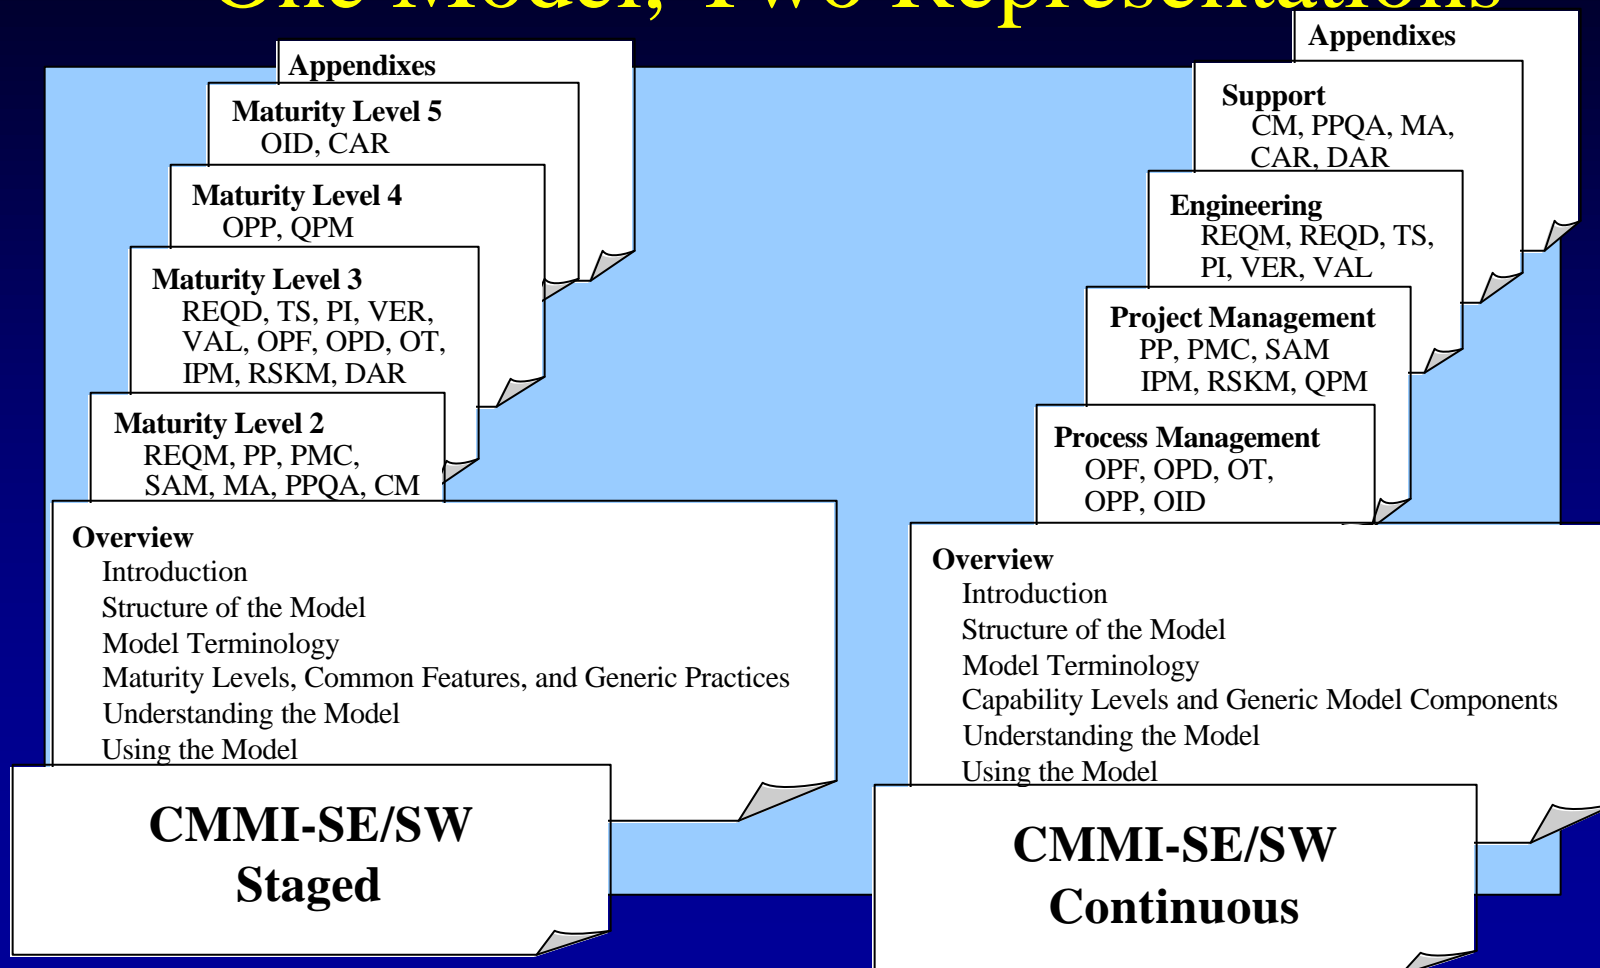 One Model, Two Representations
Appendixes
Maturity Level 5
OID, CAR
Maturity Level 4
OPP, QPM
Maturity Level 3
REQD, TS, PI, VER,
VAL, OPF, OPD, OT,
IPM, RSKM, DAR
Maturity Level 2
REQM, PP, PMC,
SAM, MA, PPQA, CM
Overview
Introduction
Structure of the Model
Model Terminology
Maturity Levels, Common Features, and Generic Practices
Understanding the Model
Using the Model
CMMI-SE/SW
Staged
Appendixes
Support
CM, PPQA, MA,
CAR, DAR
Engineering
REQM, REQD, TS,
PI, VER, VAL
Project Management
PP, PMC, SAM
IPM, RSKM, QPM
Process Management
OPF, OPD, OT,
OPP, OID
Overview
Introduction
Structure of the Model
Model Terminology
Capability Levels and Generic Model Components
Understanding the Model
Using the Model
CMMI-SE/SW
Continuous